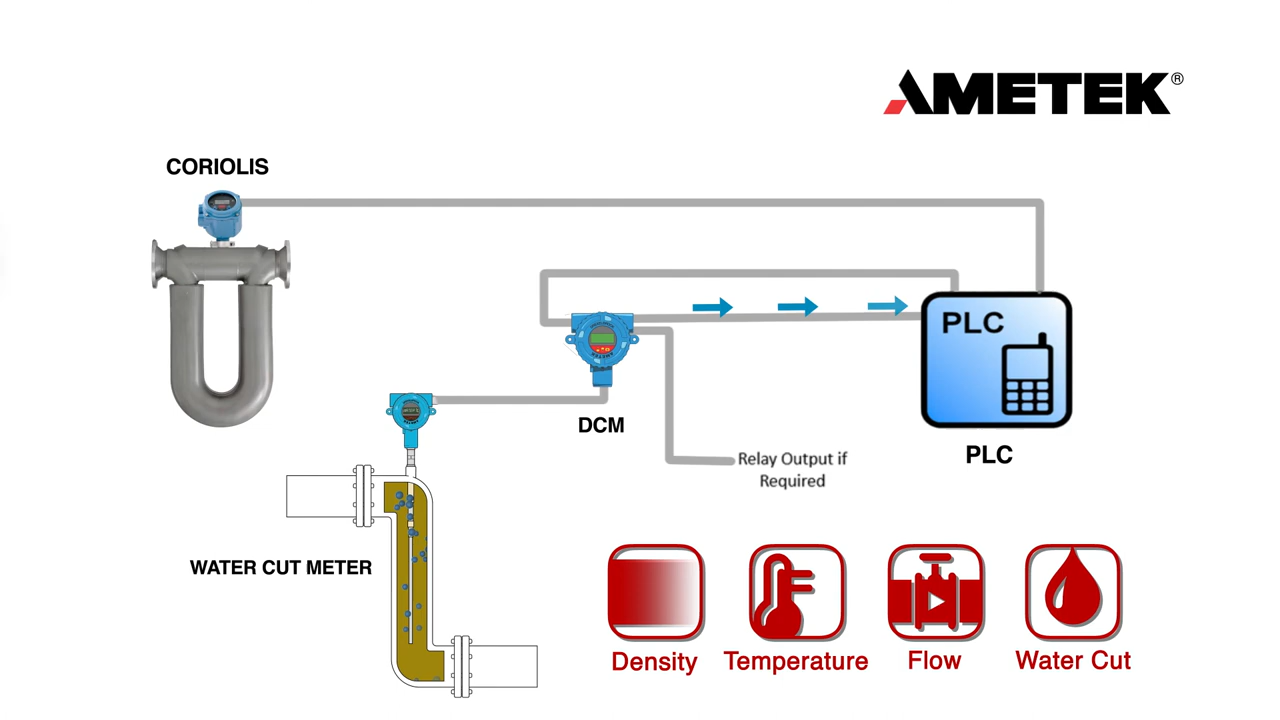 AMETEK®
CORIOLIS
PLC
DCM
PLC
Relay Output if
Required
WATER CUT METER
Density
Temperature
Flow
Water Cut